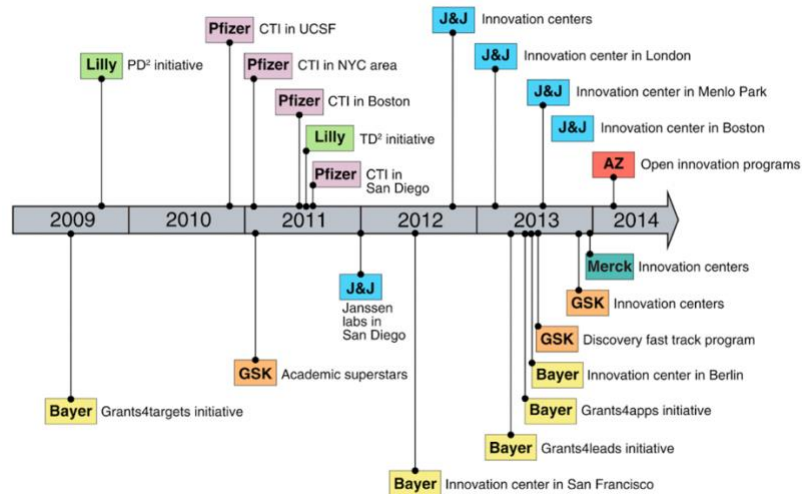 J&J Innovation centers
Pfizer CTI in UCSF
J&J Innovation center in London
Lilly PD² initiative
Pfizer CTI in NYC area
J&J Innovation center in Menlo Park
Pfizer CTI in Boston
J&J Innovation center in Boston
Lilly TD² initiative
AZ Open innovation programs
Pfizer CTI in
San Diego
2009 2010 2011 2012 2013 2014
Merck Innovation centers
J&J
Janssen
labs in
San Diego
GSK Innovation centers
GSK Discovery fast track program
GSK Academic superstars
Bayer Innovation center in Berlin
Bayer Grants4targets initiative
Bayer Grants4apps initiative
Bayer Grants4leads initiative
Bayer Innovation center in San Francisco